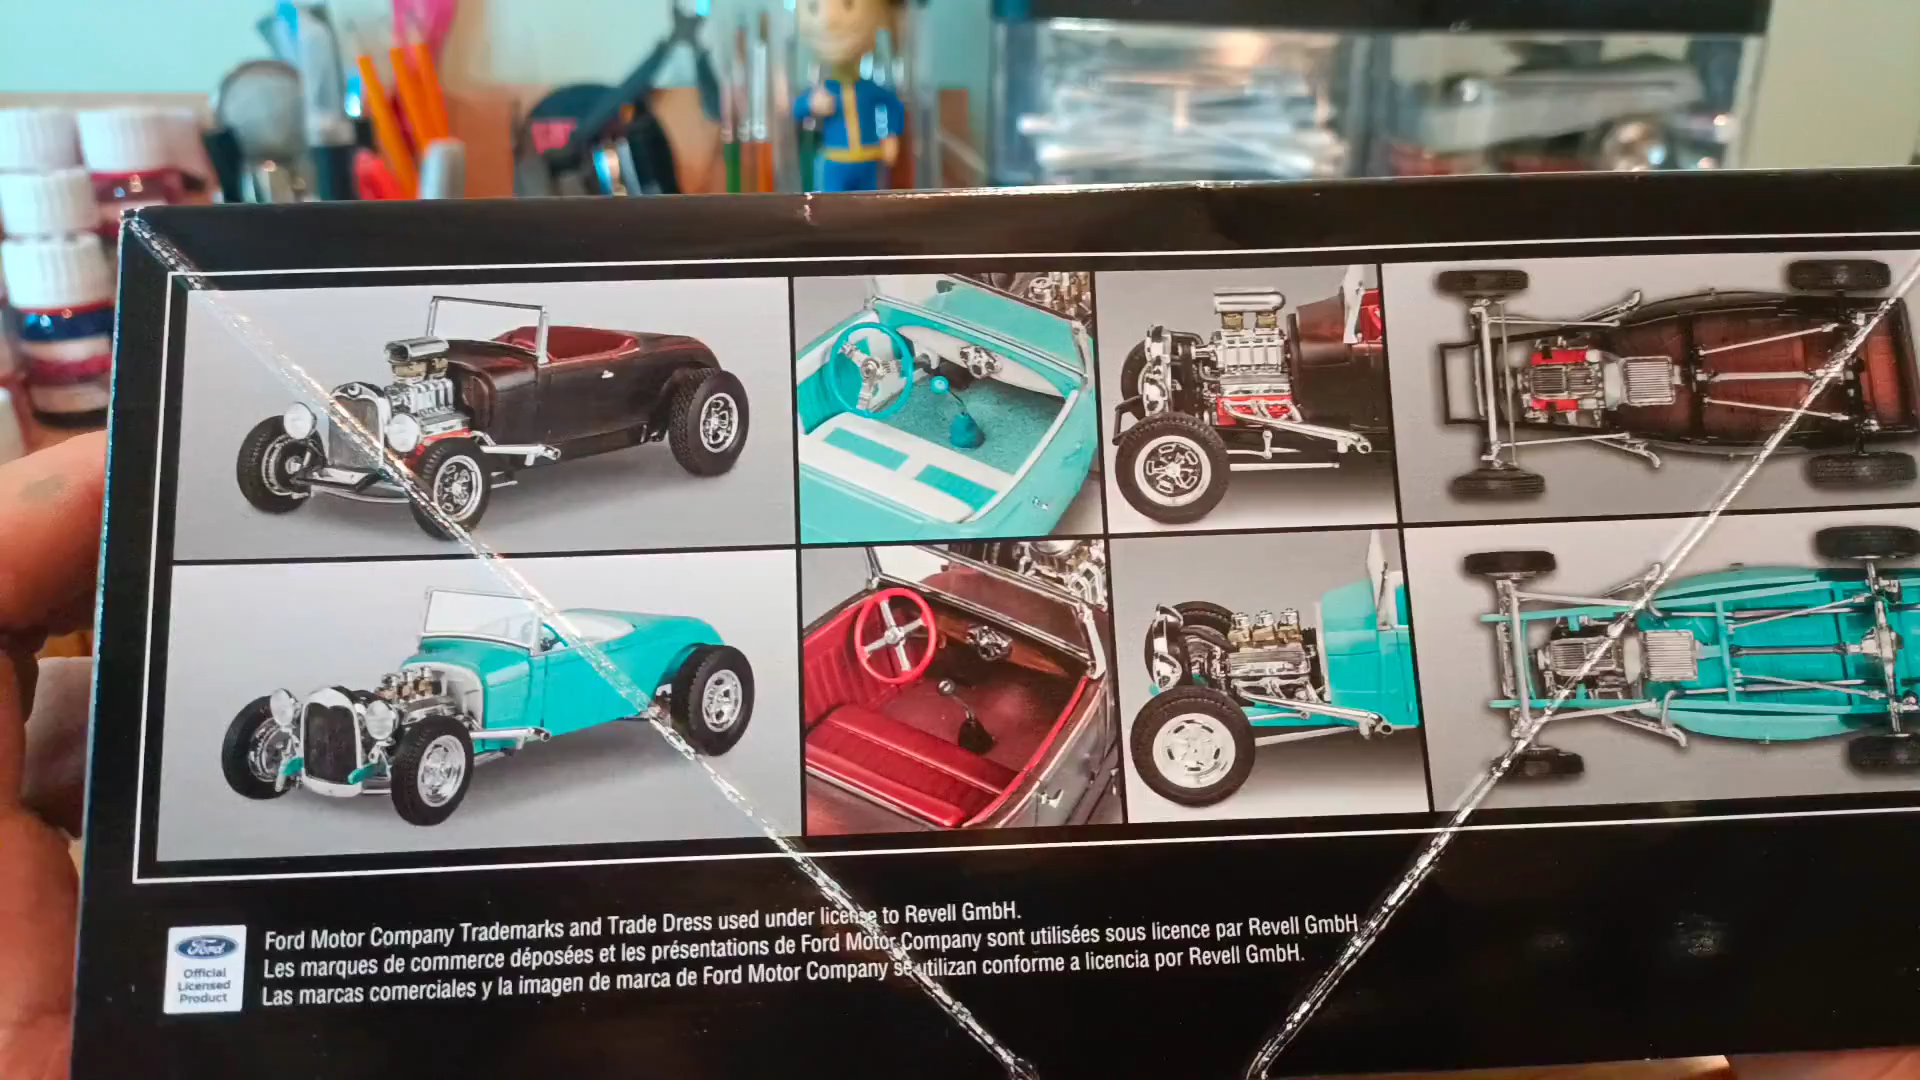 Ford
Official
Licensed
Product
Ford Motor Company Trademarks and Trade Dress used under license to Revell GmbH.
Les marques de commerce déposées et les présentations de Ford Motor Company sont utilisées sous licence par Revell GmbH.
Las marcas comerciales y la imagen de marca de Ford Motor Company se utilizan conforme a licencia por Revell GmbH.